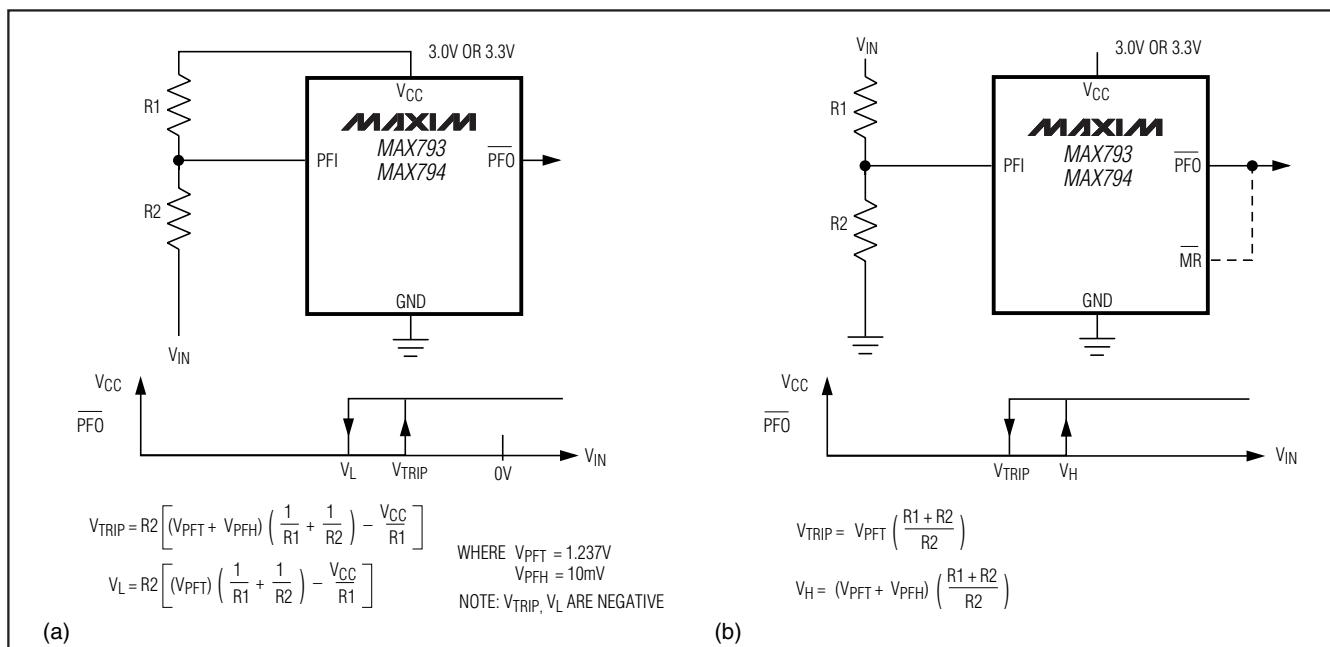 3.0V OR 3.3V
VCC
R1
MAXIM
MAX793
MAX794
PFI
PFO
R2
GND
VIN
VCC
PFO
VL
VTRIP
0V
VIN
VTRIP = R2 [(VPFT + VPFH) (1/R1 + 1/R2) – VCC/R1]
VL = R2 [(VPFT) (1/R1 + 1/R2) – VCC/R1]
WHERE VPFT = 1.237V
VPFH = 10mV
NOTE: VTRIP, VL ARE NEGATIVE
(a)
VIN
3.0V OR 3.3V
VCC
R1
MAXIM
MAX793
MAX794
PFI
PFO
R2
MR
GND
VCC
PFO
VTRIP
VH
VIN
VTRIP = VPFT (R1 + R2/R2)
VH = (VPFT + VPFH) (R1 + R2/R2)
(b)